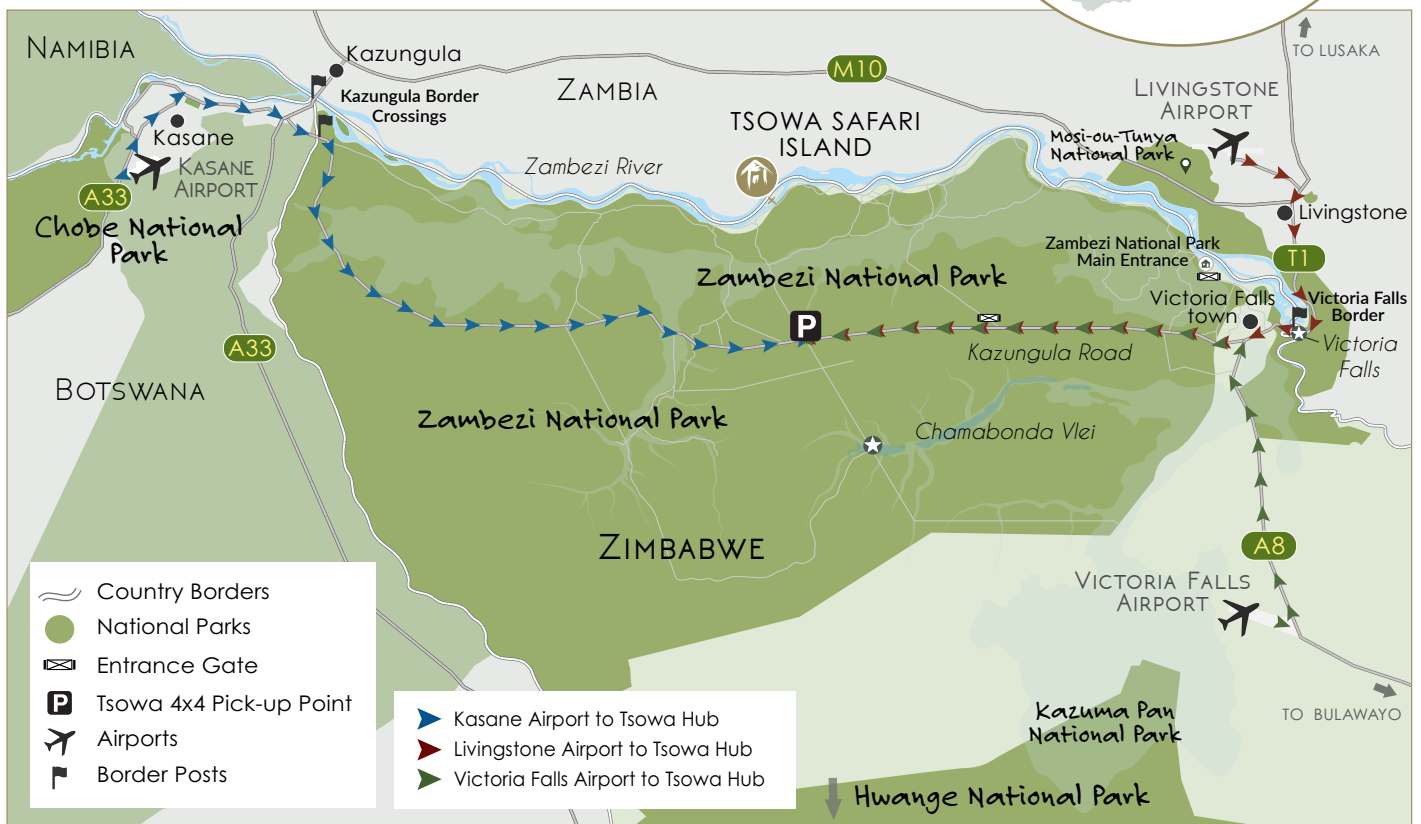 NAMIBIA
Kazungula
Kazungula Border
Crossings
ZAMBIA
M10
TO LUSAKA
LIVINGSTONE
AIRPORT
Mosi-ou-Tunya
National Park
TSOWA SAFARI
ISLAND
Kasane
KASANE
AIRPORT
A33
Chobe National
Park
Zambezi River
Livingstone
T1
Zambezi National Park
Main Entrance
Zambezi National Park
Victoria Falls
town
Victoria Falls
Border
Victoria
Falls
P
Kazungula Road
A33
BOTSWANA
Zambezi National Park
Chamabonda Vlei
ZIMBABWE
A8
VICTORIA FALLS
AIRPORT
TO BULAWAYO
Kazuma Pan
National Park
Hwange National Park
Country Borders
National Parks
Entrance Gate
P Tsowa 4x4 Pick-up Point
Airports
Border Posts
Kasane Airport to Tsowa Hub
Livingstone Airport to Tsowa Hub
Victoria Falls Airport to Tsowa Hub